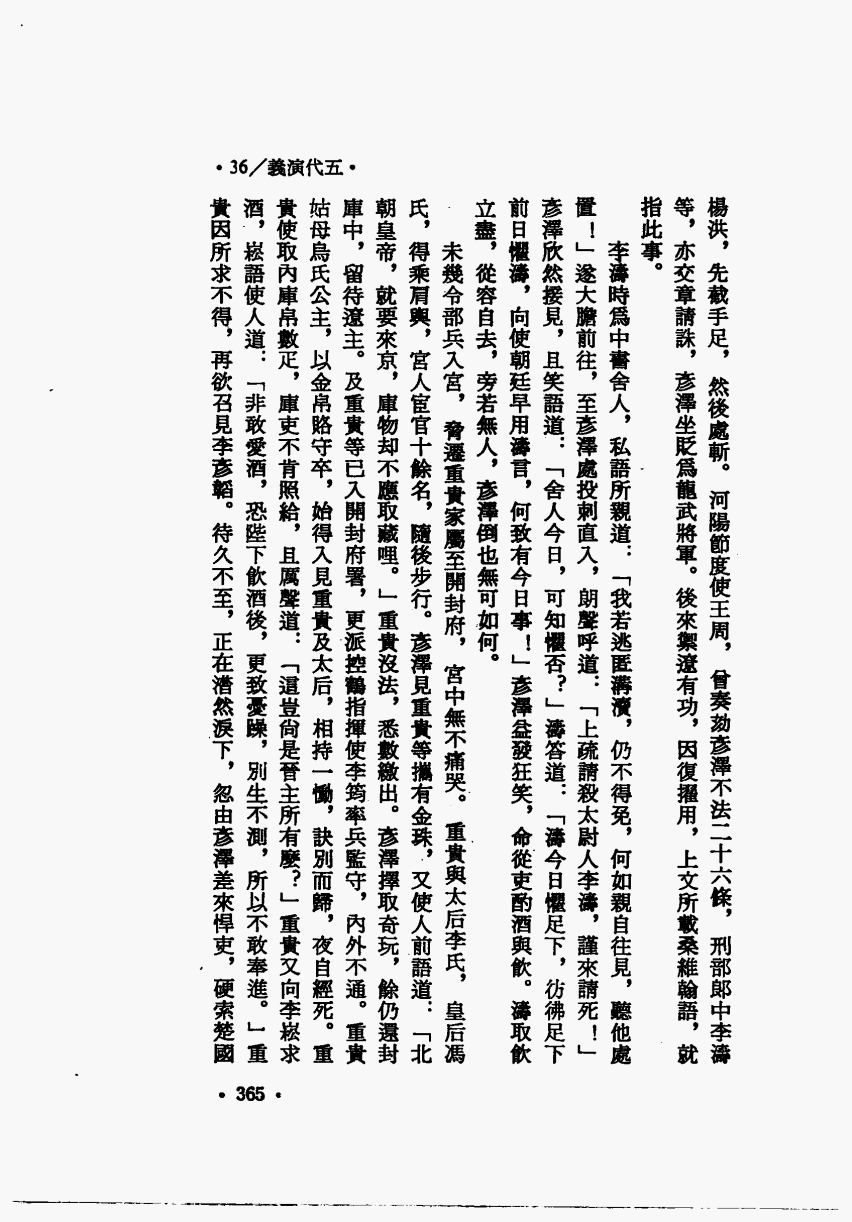 •36／義演代五•
楊洪，先截手足，然後處斬。河陽節度使王周，曾奏劾彥澤不法二十六條，刑部郎中李濤
等，亦交章請誅，彥澤坐貶爲龍武將軍。後來禦遼有功，因復擢用，上文所載桑維翰語，就
指此事。
李濤時爲中書舍人，私語所親道：「我若逃匿溝瀆，仍不得免，何如親自往見，聽他處
置！」遂大膽前往，至彥澤處投刺直入，朗聲呼道：「上疏請殺太尉人李濤，謹來請死！」
彥澤欣然接見，且笑語道：「舍人今日，可知懼否？」濤答道：「濤今日懼足下，彷彿足下
前日懼濤，向使朝廷早用濤言，何致有今日事！」彥澤益發狂笑，命從吏酌酒與飲。濤取飲
立盡，從容自去，旁若無人，彥澤倒也無可如何。
未幾令部兵入宮，脅遷重貴家屬至開封府，宮中無不痛哭。重貴與太后李氏，皇后馮
氏，得乘肩輿，宮人宦官十餘名，隨後步行。彥澤見重貴等攜有金珠，又使人前語道：「北
朝皇帝，就要來京，庫物却不應取藏哩。」重貴沒法，悉數繳出。彥澤擇取奇玩，餘仍還封
庫中，留待遼主。及重貴等已入開封府署，更派控鶴指揮使李筠率兵監守，內外不通。重貴
姑母烏氏公主，以金帛賂守卒，始得入見重貴及太后，相持一慟，訣別而歸，夜自經死。重
貴使取內庫帛數疋，庫吏不肯照給，且厲聲道：「這豈尙是晉主所有麼？」重貴又向李崧求
酒，崧語使人道：「非敢愛酒，恐陛下飲酒後，更致憂躁，別生不測，所以不敢奉進。」重
貴因所求不得，再欲召見李彥韜。待久不至，正在潸然淚下，忽由彥澤差來悍吏，硬索楚國
•365•